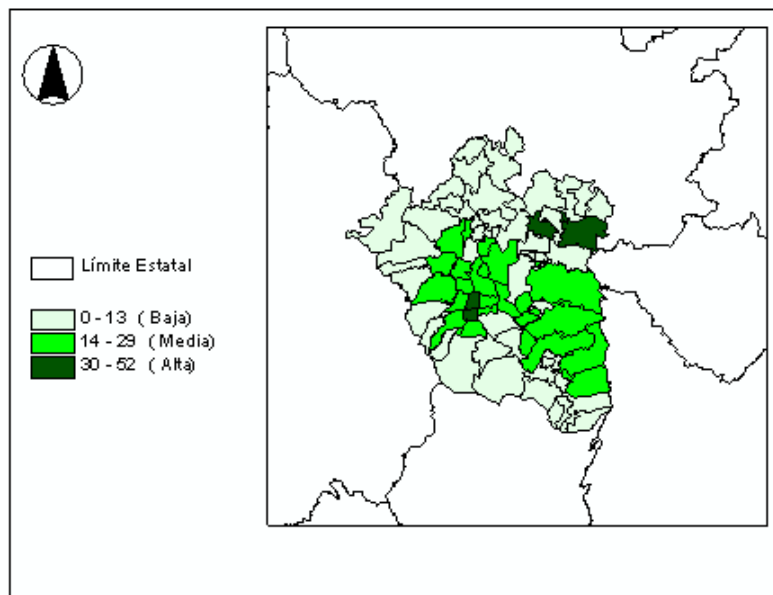 Límite Estatal
0 - 13 ( Baja)
14 - 29 ( Media)
30 - 52 ( Alta)